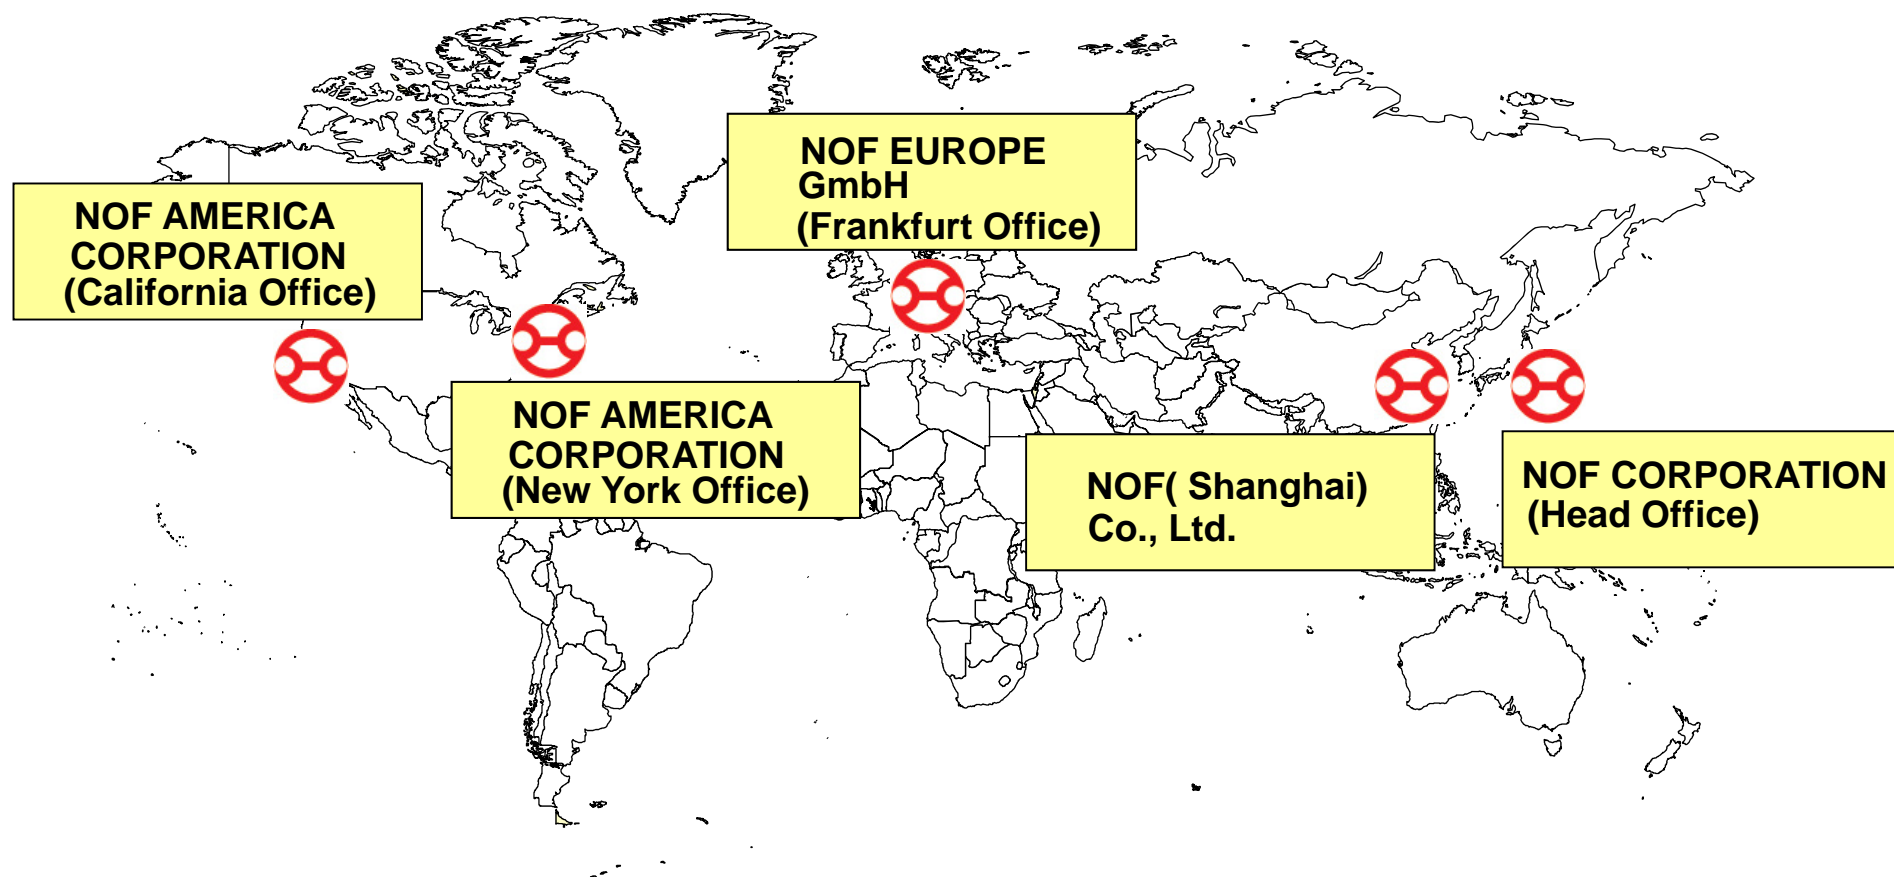 NOF EUROPE
GmbH
(Frankfurt Office)
NOF AMERICA
CORPORATION
(California Office)
NOF AMERICA
CORPORATION
(New York Office)
NOF( Shanghai)
Co., Ltd.
NOF CORPORATION
(Head Office)